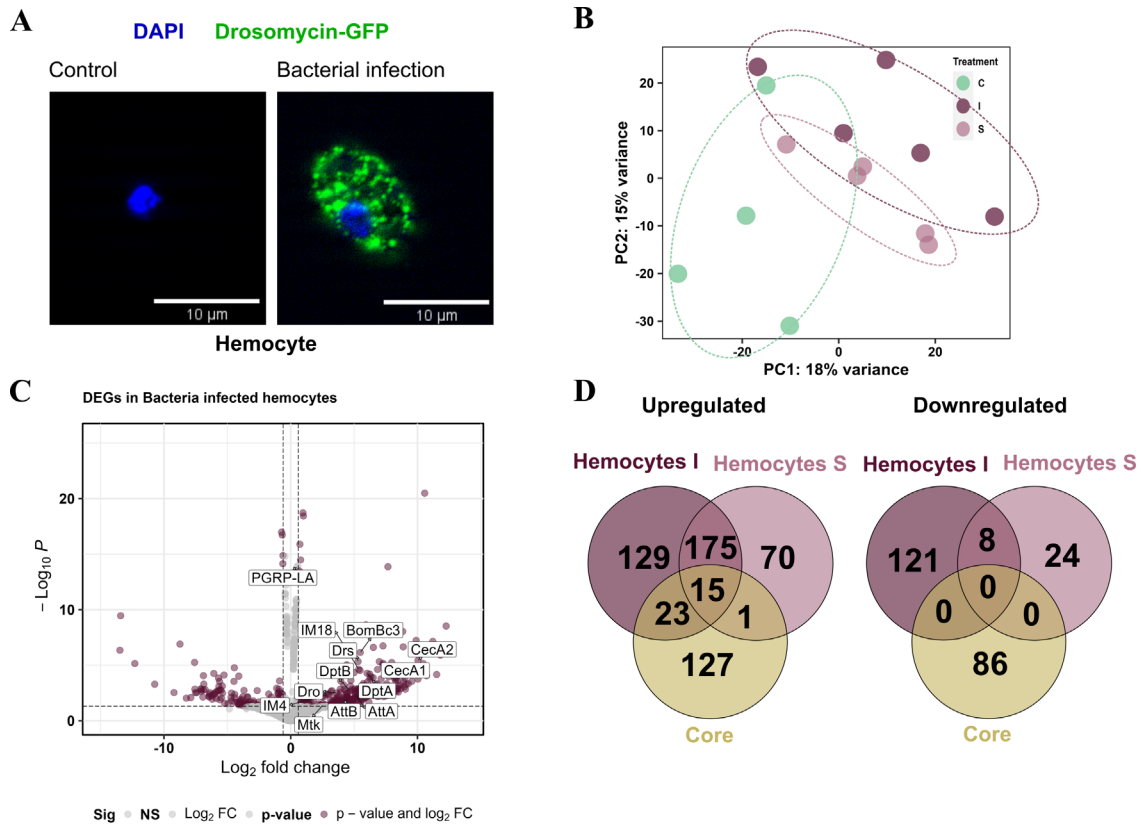 A
DAPI Drosomycin-GFP
Control
Bacterial infection
10 µm
10 µm
Hemocyte
B
PC2: 15% variance
20
10
0
-10
-20
-30
-20
0
20
PC1: 18% variance
Treatment
C
I
S
C
DEGs in Bacteria infected hemocytes
− Log10 P
20
10
0
PGRP-LA
IM18
BomBc3
Drs
CecA2
DptB
CecA1
Dro
DptA
IM4
AttB
AttA
Mtk
-10
0
10
Log2 fold change
Sig NS Log2 FC p-value p − value and log2 FC
D
Upregulated
Hemocytes I Hemocytes S
129
175
70
15
23
1
127
Core
Downregulated
Hemocytes I Hemocytes S
121
8
24
0
0
0
86
Core